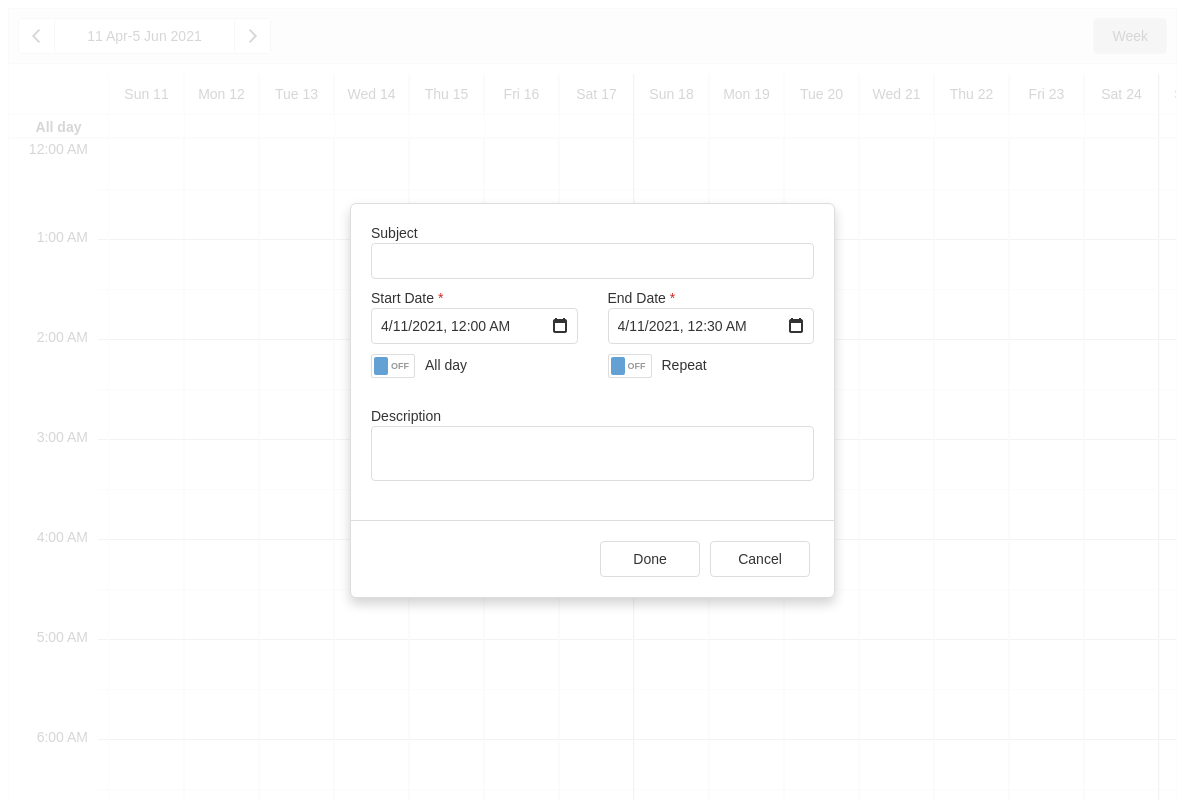 11 Apr-5 Jun 2021
Week
Sun 11 Mon 12 Tue 13 Wed 14 Thu 15 Fri 16 Sat 17 Sun 18 Mon 19 Tue 20 Wed 21 Thu 22 Fri 23 Sat 24
All day
12:00 AM
1:00 AM
2:00 AM
3:00 AM
4:00 AM
5:00 AM
6:00 AM
Subject
Start Date * End Date *
4/11/2021, 12:00 AM 4/11/2021, 12:30 AM
OFF All day OFF Repeat
Description
Done Cancel